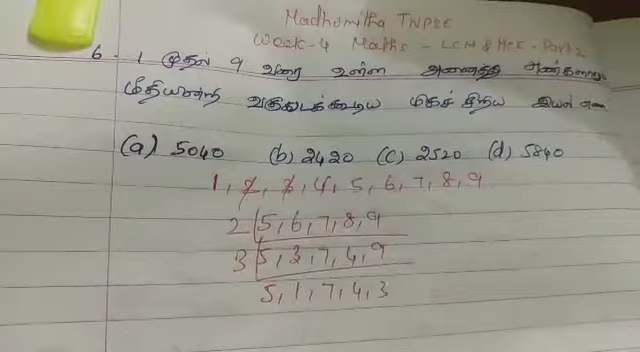 Madhumitha TNPSC
Week-4 Maths - LCM & HCF - Part 2
6 - 1 முதல் 9 வரை உள்ள அனைத்து எண்களாலும்
மீதியின்றி வகுபடக்கூடிய மிகச் சிறிய இயல் எண்
(a) 5040 (b) 2420 (c) 2520 (d) 5840
1, 2, 3, 4, 5, 6, 7, 8, 9
2 | 5, 6, 7, 8, 9
3 | 5, 3, 7, 4, 9
5, 1, 7, 4, 3